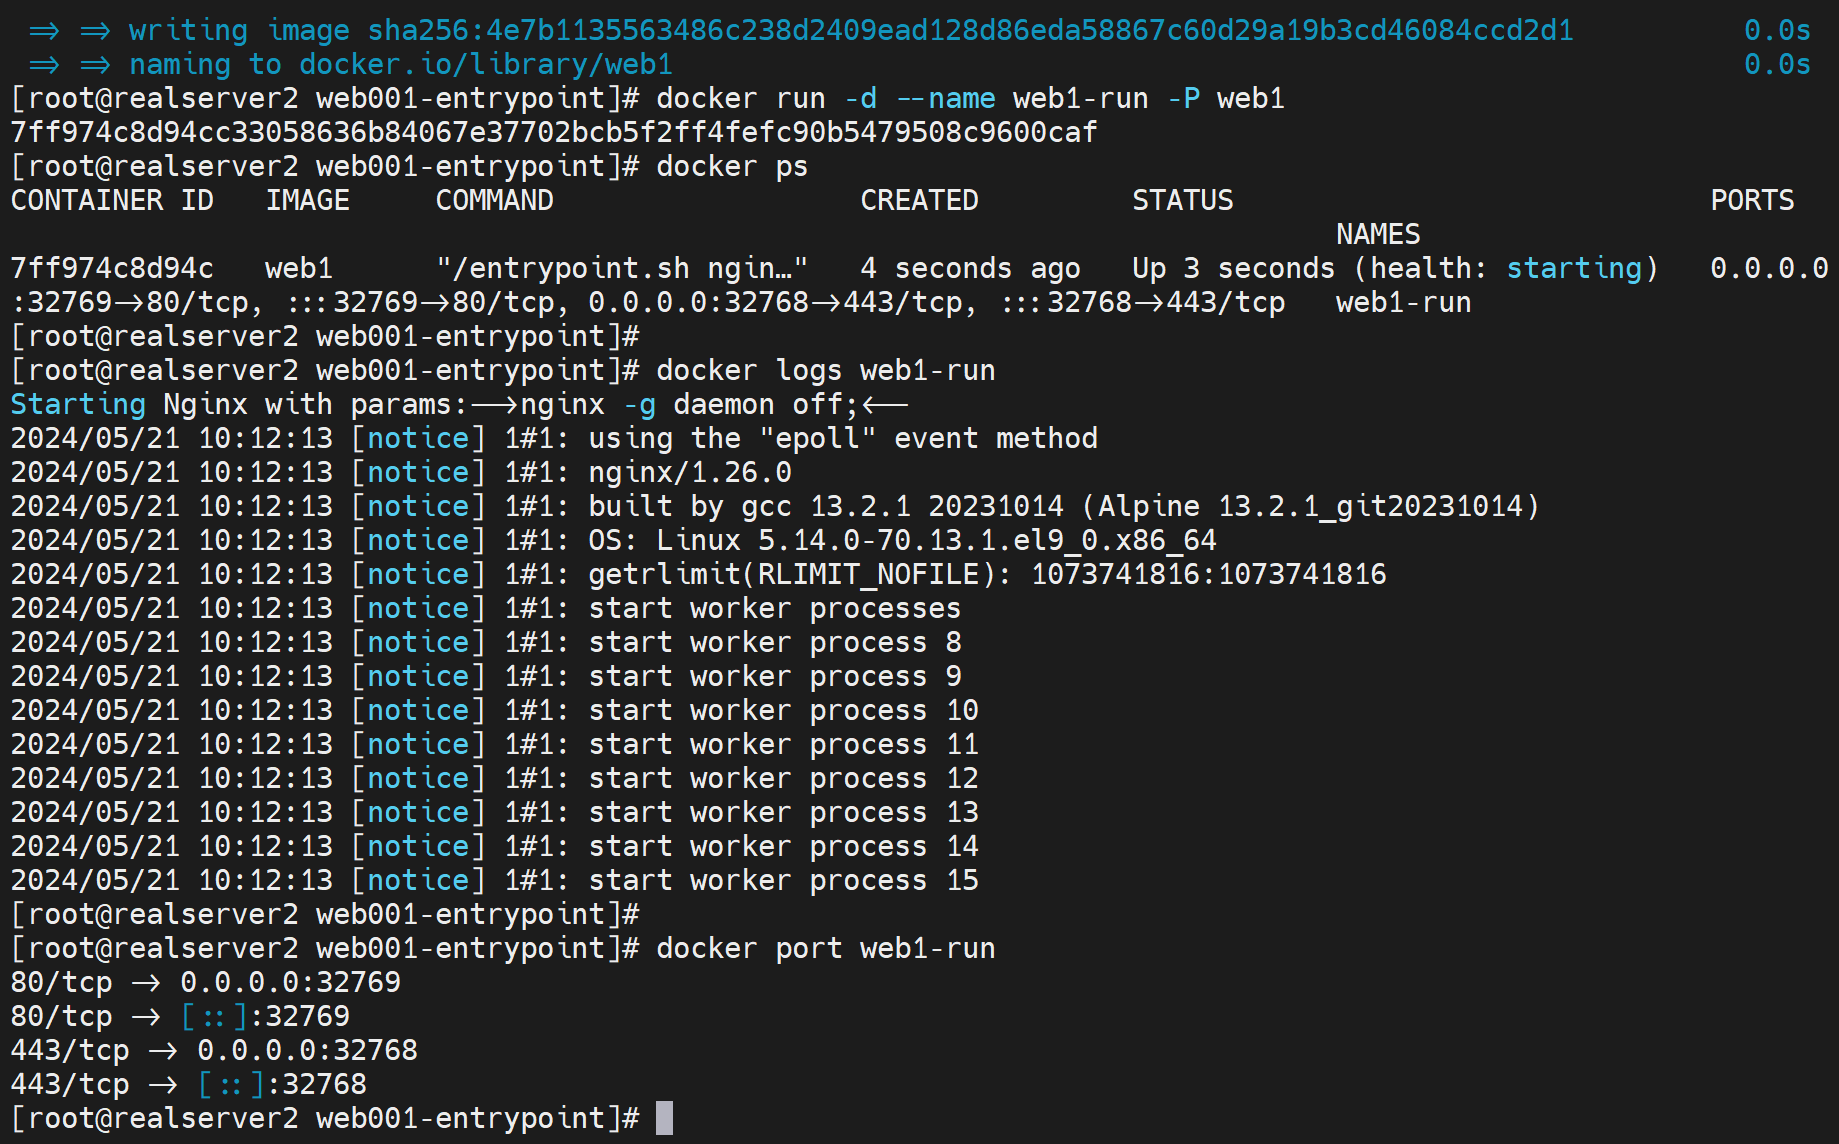 => => writing image sha256:4e7b1135563486c238d2409ead128d86eda58867c60d29a19b3cd46084ccd2d1 0.0s
=> => naming to docker.io/library/web1 0.0s
[root@realserver2 web001-entrypoint]# docker run -d --name web1-run -P web1
7ff974c8d94cc33058636b84067e37702bcb5f2ff4fefc90b5479508c9600caf
[root@realserver2 web001-entrypoint]# docker ps
CONTAINER ID   IMAGE     COMMAND                  CREATED         STATUS                            PORTS
NAMES
7ff974c8d94c   web1      "/entrypoint.sh ngin…"   4 seconds ago   Up 3 seconds (health: starting)   0.0.0.0
:32769->80/tcp, :::32769->80/tcp, 0.0.0.0:32768->443/tcp, :::32768->443/tcp   web1-run
[root@realserver2 web001-entrypoint]#
[root@realserver2 web001-entrypoint]# docker logs web1-run
Starting Nginx with params:-->nginx -g daemon off;<--
2024/05/21 10:12:13 [notice] 1#1: using the "epoll" event method
2024/05/21 10:12:13 [notice] 1#1: nginx/1.26.0
2024/05/21 10:12:13 [notice] 1#1: built by gcc 13.2.1 20231014 (Alpine 13.2.1_git20231014)
2024/05/21 10:12:13 [notice] 1#1: OS: Linux 5.14.0-70.13.1.el9_0.x86_64
2024/05/21 10:12:13 [notice] 1#1: getrlimit(RLIMIT_NOFILE): 1073741816:1073741816
2024/05/21 10:12:13 [notice] 1#1: start worker processes
2024/05/21 10:12:13 [notice] 1#1: start worker process 8
2024/05/21 10:12:13 [notice] 1#1: start worker process 9
2024/05/21 10:12:13 [notice] 1#1: start worker process 10
2024/05/21 10:12:13 [notice] 1#1: start worker process 11
2024/05/21 10:12:13 [notice] 1#1: start worker process 12
2024/05/21 10:12:13 [notice] 1#1: start worker process 13
2024/05/21 10:12:13 [notice] 1#1: start worker process 14
2024/05/21 10:12:13 [notice] 1#1: start worker process 15
[root@realserver2 web001-entrypoint]#
[root@realserver2 web001-entrypoint]# docker port web1-run
80/tcp -> 0.0.0.0:32769
80/tcp -> [::]:32769
443/tcp -> 0.0.0.0:32768
443/tcp -> [::]:32768
[root@realserver2 web001-entrypoint]#